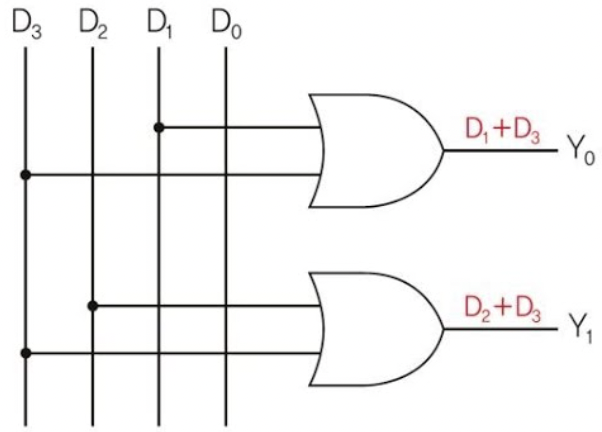 D₃ D₂ D₁ D₀
D₁+D₃
Y₀
D₂+D₃
Y₁